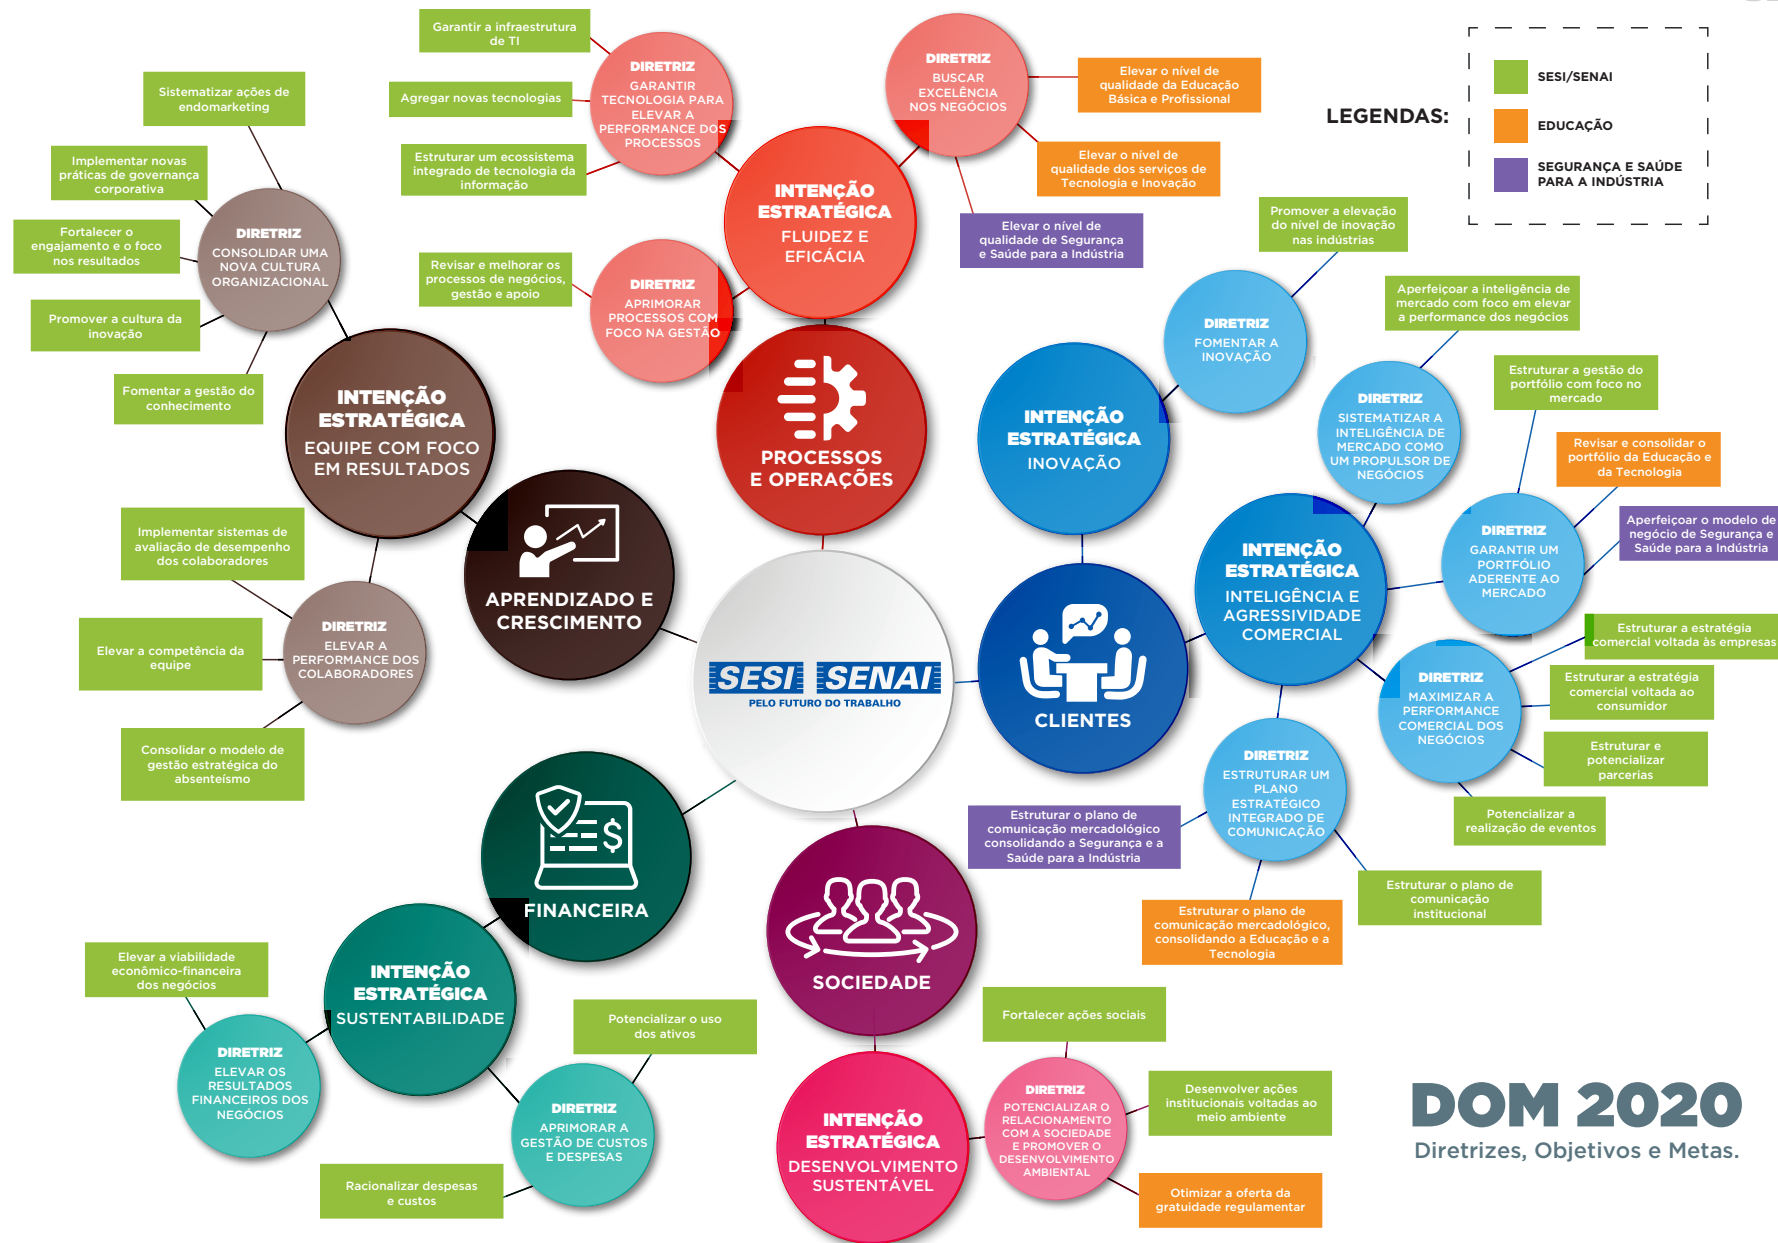 Garantir a infraestrutura
de TI
Agregar novas tecnologias
Estruturar um ecossistema
integrado de tecnologia da
informação
DIRETRIZ
GARANTIR
TECNOLOGIA PARA
ELEVAR A
PERFORMANCE DOS
PROCESSOS
DIRETRIZ
BUSCAR
EXCELÊNCIA
NOS NEGÓCIOS
Elevar o nível de
qualidade da Educação
Básica e Profissional
Elevar o nível de
qualidade dos serviços de
Tecnologia e Inovação
Elevar o nível de
qualidade de Segurança
e Saúde para a Indústria
LEGENDAS:
SESI/SENAI
EDUCAÇÃO
SEGURANÇA E SAÚDE
PARA A INDÚSTRIA
Sistematizar ações de
endomarketing
Implementar novas
práticas de governança
corporativa
Fortalecer o
engajamento e o foco
nos resultados
Promover a cultura da
inovação
Fomentar a gestão do
conhecimento
DIRETRIZ
CONSOLIDAR UMA
NOVA CULTURA
ORGANIZACIONAL
Revisar e melhorar os
processos de negócios,
gestão e apoio
DIRETRIZ
APRIMORAR
PROCESSOS COM
FOCO NA GESTÃO
INTENÇÃO
ESTRATÉGICA
FLUIDEZ E
EFICÁCIA
PROCESSOS
E OPERAÇÕES
INTENÇÃO
ESTRATÉGICA
EQUIPE COM FOCO
EM RESULTADOS
APRENDIZADO E
CRESCIMENTO
Implementar sistemas de
avaliação de desempenho
dos colaboradores
Elevar a competência da
equipe
Consolidar o modelo de
gestão estratégica do
absenteísmo
DIRETRIZ
ELEVAR A
PERFORMANCE DOS
COLABORADORES
SESI SENAI
PELO FUTURO DO TRABALHO
Promover a elevação
do nível de inovação
nas indústrias
DIRETRIZ
FOMENTAR A
INOVAÇÃO
INTENÇÃO
ESTRATÉGICA
INOVAÇÃO
CLIENTES
Aperfeiçoar a inteligência de
mercado com foco em elevar
a performance dos negócios
DIRETRIZ
SISTEMATIZAR A
INTELIGÊNCIA DE
MERCADO COMO
UM PROPULSOR DE
NEGÓCIOS
Estruturar a gestão do
portfólio com foco no
mercado
Revisar e consolidar o
portfólio da Educação e
da Tecnologia
Aperfeiçoar o modelo de
negócio de Segurança e
Saúde para a Indústria
DIRETRIZ
GARANTIR UM
PORTFÓLIO
ADERENTE AO
MERCADO
INTENÇÃO
ESTRATÉGICA
INTELIGÊNCIA E
AGRESSIVIDADE
COMERCIAL
Estruturar a estratégia
comercial voltada às empresas
Estruturar a estratégia
comercial voltada ao
consumidor
Estruturar e
potencializar
parcerias
Potencializar a
realização de eventos
DIRETRIZ
MAXIMIZAR A
PERFORMANCE
COMERCIAL DOS
NEGÓCIOS
DIRETRIZ
ESTRUTURAR UM
PLANO
ESTRATÉGICO
INTEGRADO DE
COMUNICAÇÃO
Estruturar o plano de
comunicação mercadológico
consolidando a Segurança e a
Saúde para a Indústria
Estruturar o plano de
comunicação mercadológico,
consolidando a Educação e a
Tecnologia
Estruturar o plano de
comunicação
institucional
$
FINANCEIRA
INTENÇÃO
ESTRATÉGICA
SUSTENTABILIDADE
Elevar a viabilidade
econômico-financeira
dos negócios
DIRETRIZ
ELEVAR OS
RESULTADOS
FINANCEIROS DOS
NEGÓCIOS
Potencializar o uso
dos ativos
DIRETRIZ
APRIMORAR A
GESTÃO DE CUSTOS
E DESPESAS
Racionalizar despesas
e custos
SOCIEDADE
INTENÇÃO
ESTRATÉGICA
DESENVOLVIMENTO
SUSTENTÁVEL
Fortalecer ações sociais
DIRETRIZ
POTENCIALIZAR O
RELACIONAMENTO
COM A SOCIEDADE
E PROMOVER O
DESENVOLVIMENTO
AMBIENTAL
Desenvolver ações
institucionais voltadas ao
meio ambiente
Otimizar a oferta da
gratuidade regulamentar
DOM 2020
Diretrizes, Objetivos e Metas.